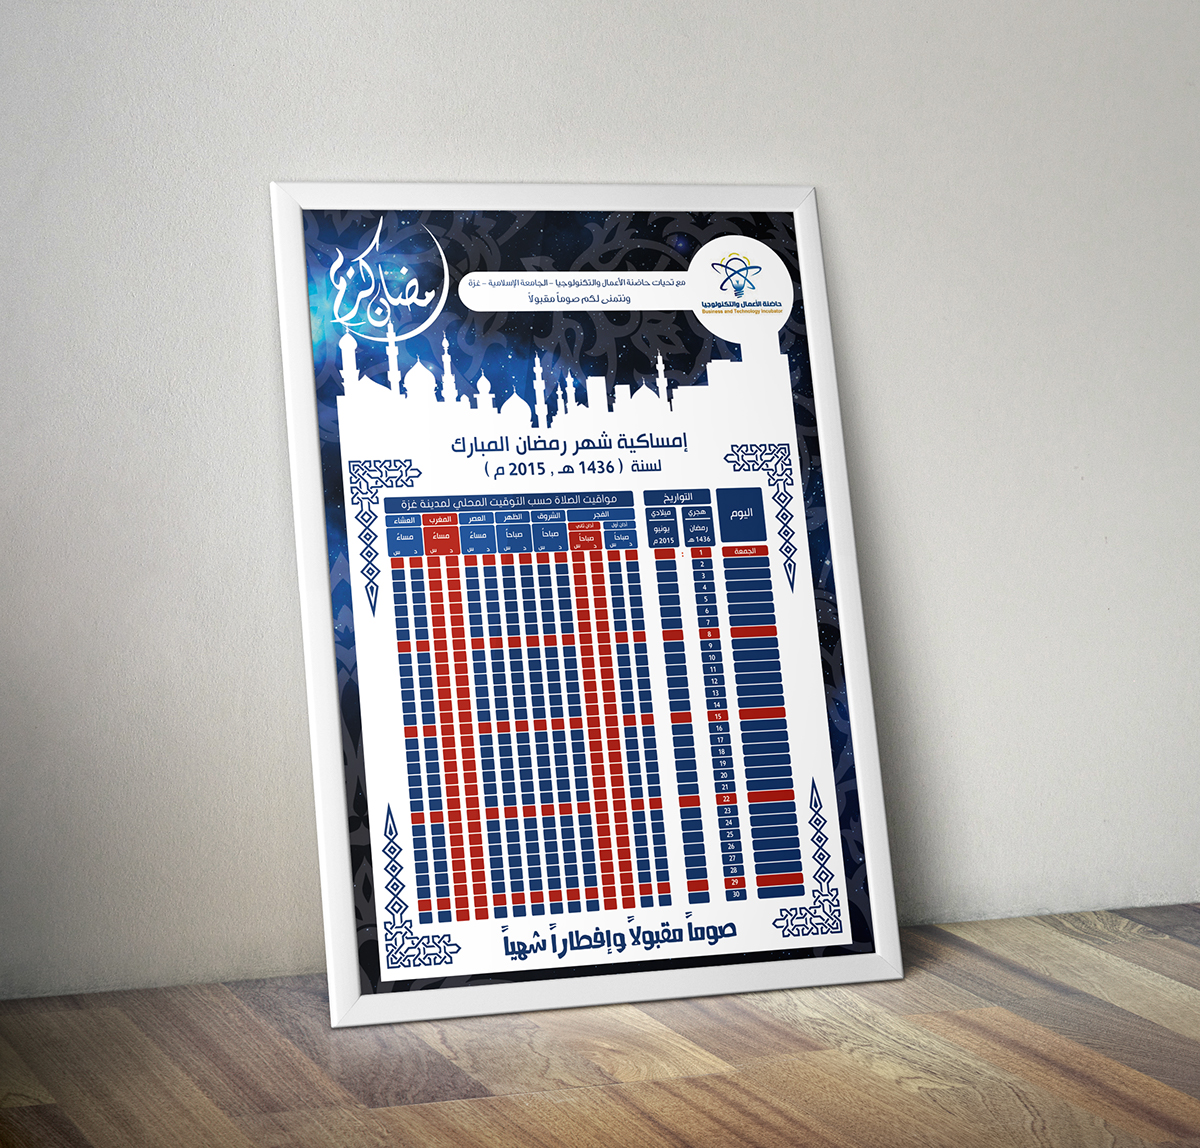 رمضان كريم
مع تحيات حاضنة الأعمال والتكنولوجيا - الجامعة الإسلامية - غزة
ونتمنى لكم صوماً مقبولاً
حاضنة الأعمال والتكنولوجيا
Business and Technology Incubator
إمساكية شهر رمضان المبارك
لسنة ( 1436 هـ , 2015 م )
اليوم التواريخ مواقيت الصلاة حسب التوقيت المحلي لمدينة غزة
هجري ميلادي الفجر الشروق الظهر العصر المغرب العشاء
رمضان 1436 هـ يونيو 2015 م أذان أول أذان ثاني
صباحاً صباحاً صباحاً صباحاً مساءً مساءً مساءً
د س د س د س د س د س د س د س
الجمعة 1 :
2
3
4
5
6
7
8
9
10
11
12
13
14
15
16
17
18
19
20
21
22
23
24
25
26
27
28
29
30
صوماً مقبولاً وإفطاراً شهياً